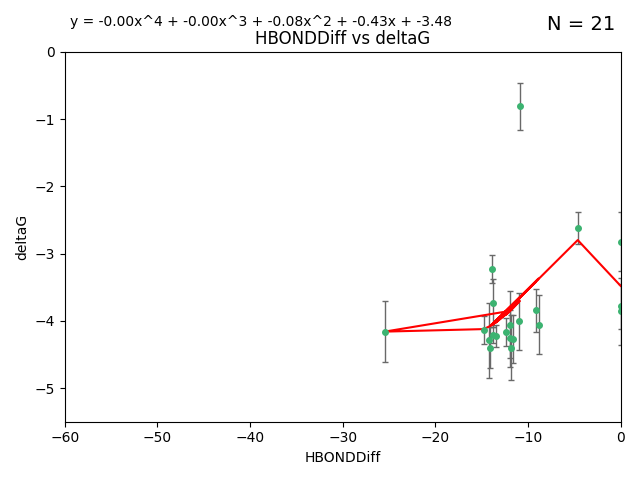 y = -0.00x^4 + -0.00x^3 + -0.08x^2 + -0.43x + -3.48
N = 21
HBONDDiff vs deltaG
0
−1
−2
−3
−4
−5
deltaG
−60 −50 −40 −30 −20 −10 0
HBONDDiff